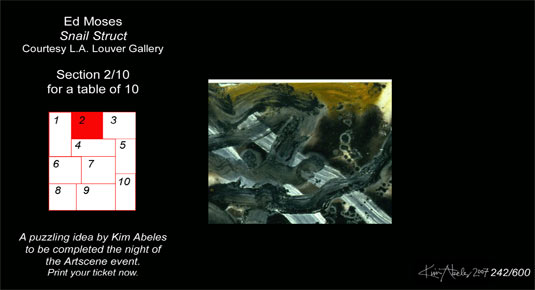 Ed Moses
Snail Struct
Courtesy L.A. Louver Gallery
Section 2/10
for a table of 10
1 2 3
4 5
6 7
8 9 10
A puzzling idea by Kim Abeles
to be completed the night of
the Artscene event.
Print your ticket now.
Kim Abeles 2007 242/600